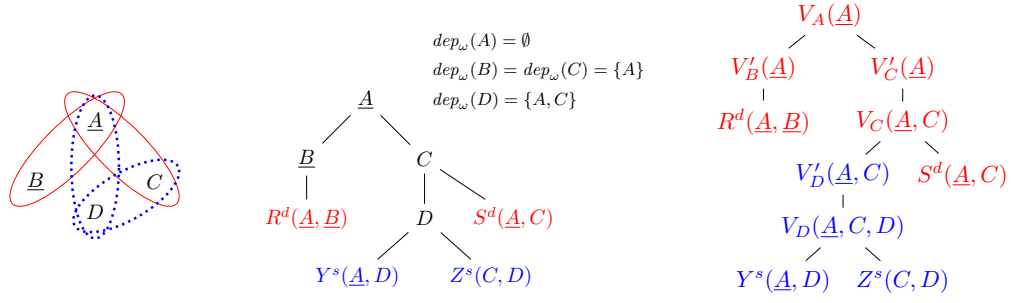 A
B
C
D
dep_ω(A) = ∅
dep_ω(B) = dep_ω(C) = {A}
dep_ω(D) = {A, C}
A
B
C
R^d(A, B)
D
S^d(A, C)
Y^s(A, D)
Z^s(C, D)
V_A(A)
V′_B(A)
V′_C(A)
R^d(A, B)
V_C(A, C)
V′_D(A, C)
S^d(A, C)
V_D(A, C, D)
Y^s(A, D)
Z^s(C, D)